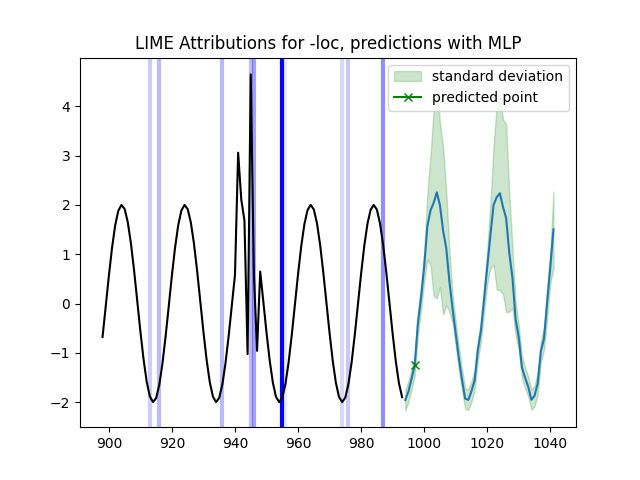 LIME Attributions for -loc, predictions with MLP
standard deviation
predicted point
4
3
2
1
0
−1
−2
900 920 940 960 980 1000 1020 1040